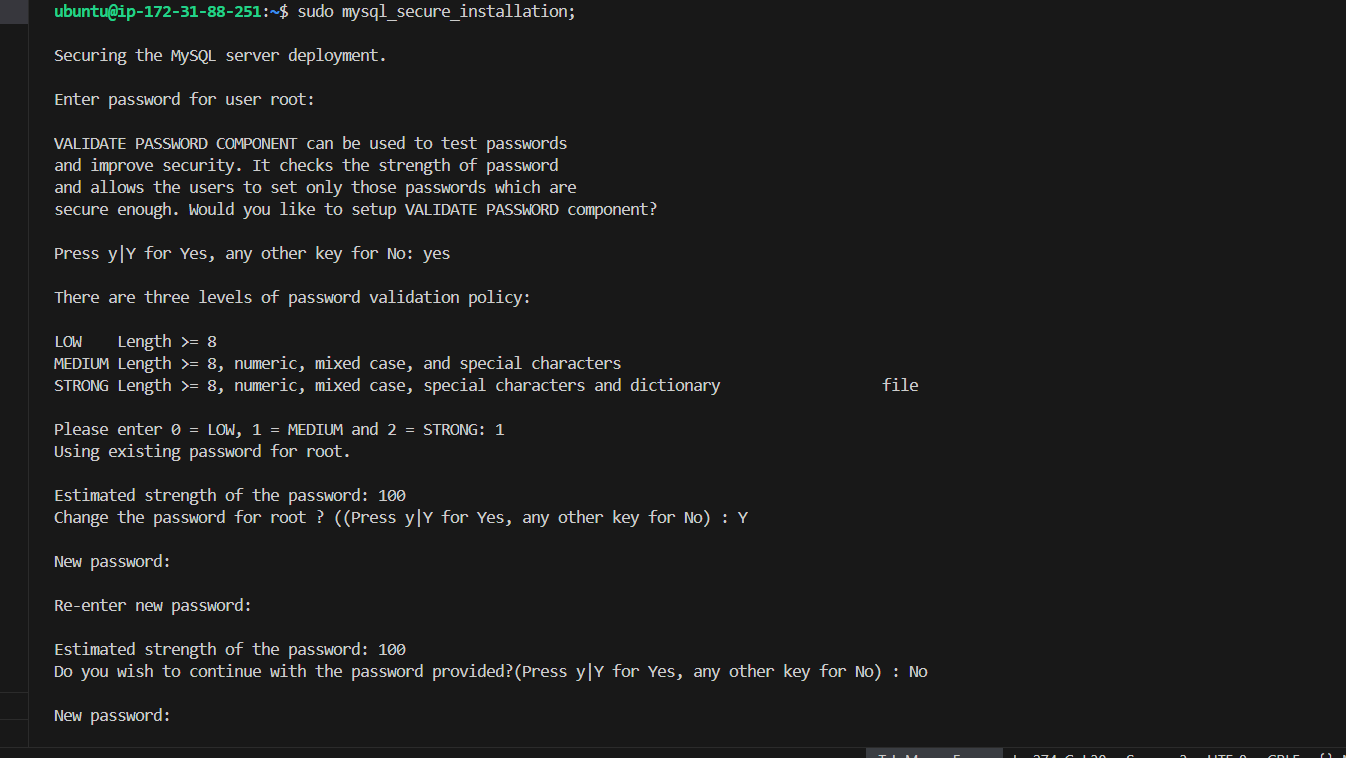 ubuntu@ip-172-31-88-251:~$ sudo mysql_secure_installation;
Securing the MySQL server deployment.
Enter password for user root:
VALIDATE PASSWORD COMPONENT can be used to test passwords
and improve security. It checks the strength of password
and allows the users to set only those passwords which are
secure enough. Would you like to setup VALIDATE PASSWORD component?
Press y|Y for Yes, any other key for No: yes
There are three levels of password validation policy:
LOW    Length >= 8
MEDIUM Length >= 8, numeric, mixed case, and special characters
STRONG Length >= 8, numeric, mixed case, special characters and dictionary                  file
Please enter 0 = LOW, 1 = MEDIUM and 2 = STRONG: 1
Using existing password for root.
Estimated strength of the password: 100
Change the password for root ? ((Press y|Y for Yes, any other key for No) : Y
New password:
Re-enter new password:
Estimated strength of the password: 100
Do you wish to continue with the password provided?(Press y|Y for Yes, any other key for No) : No
New password: